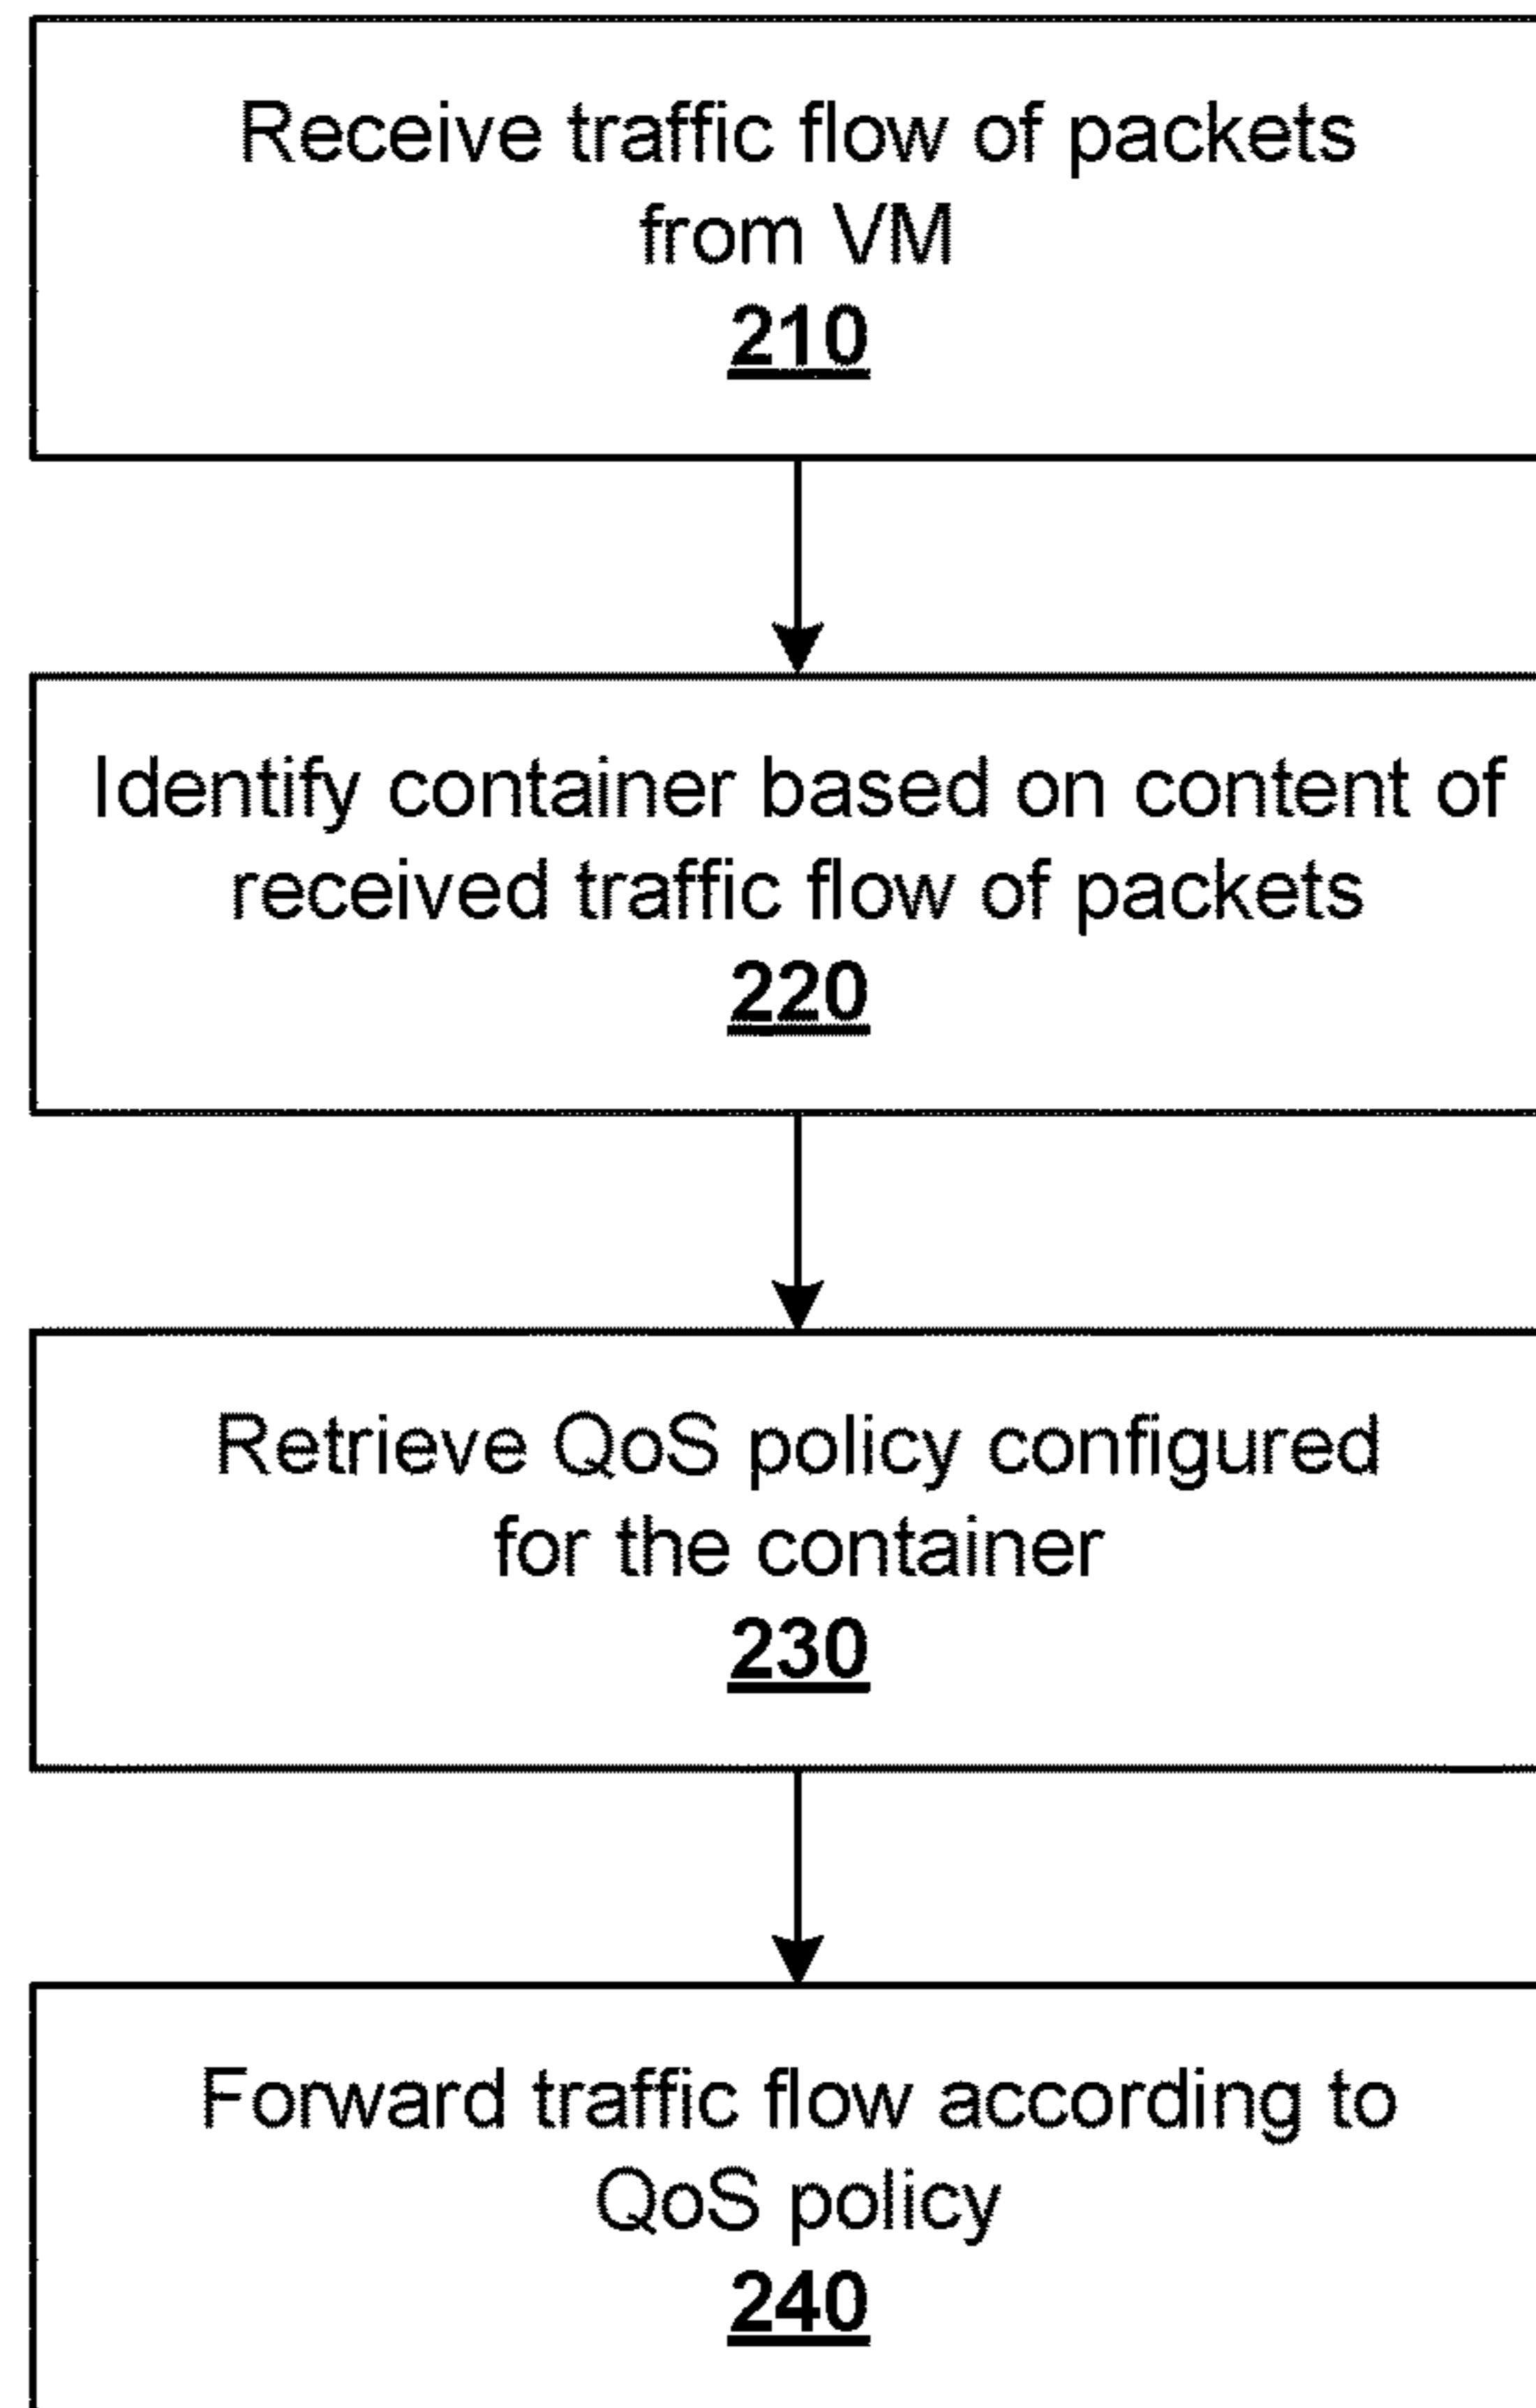 Receive traffic flow of packets
from VM
210
Identify container based on content of
received traffic flow of packets
220
Retrieve QoS policy configured
for the container
230
Forward traffic flow according to
QoS policy
240